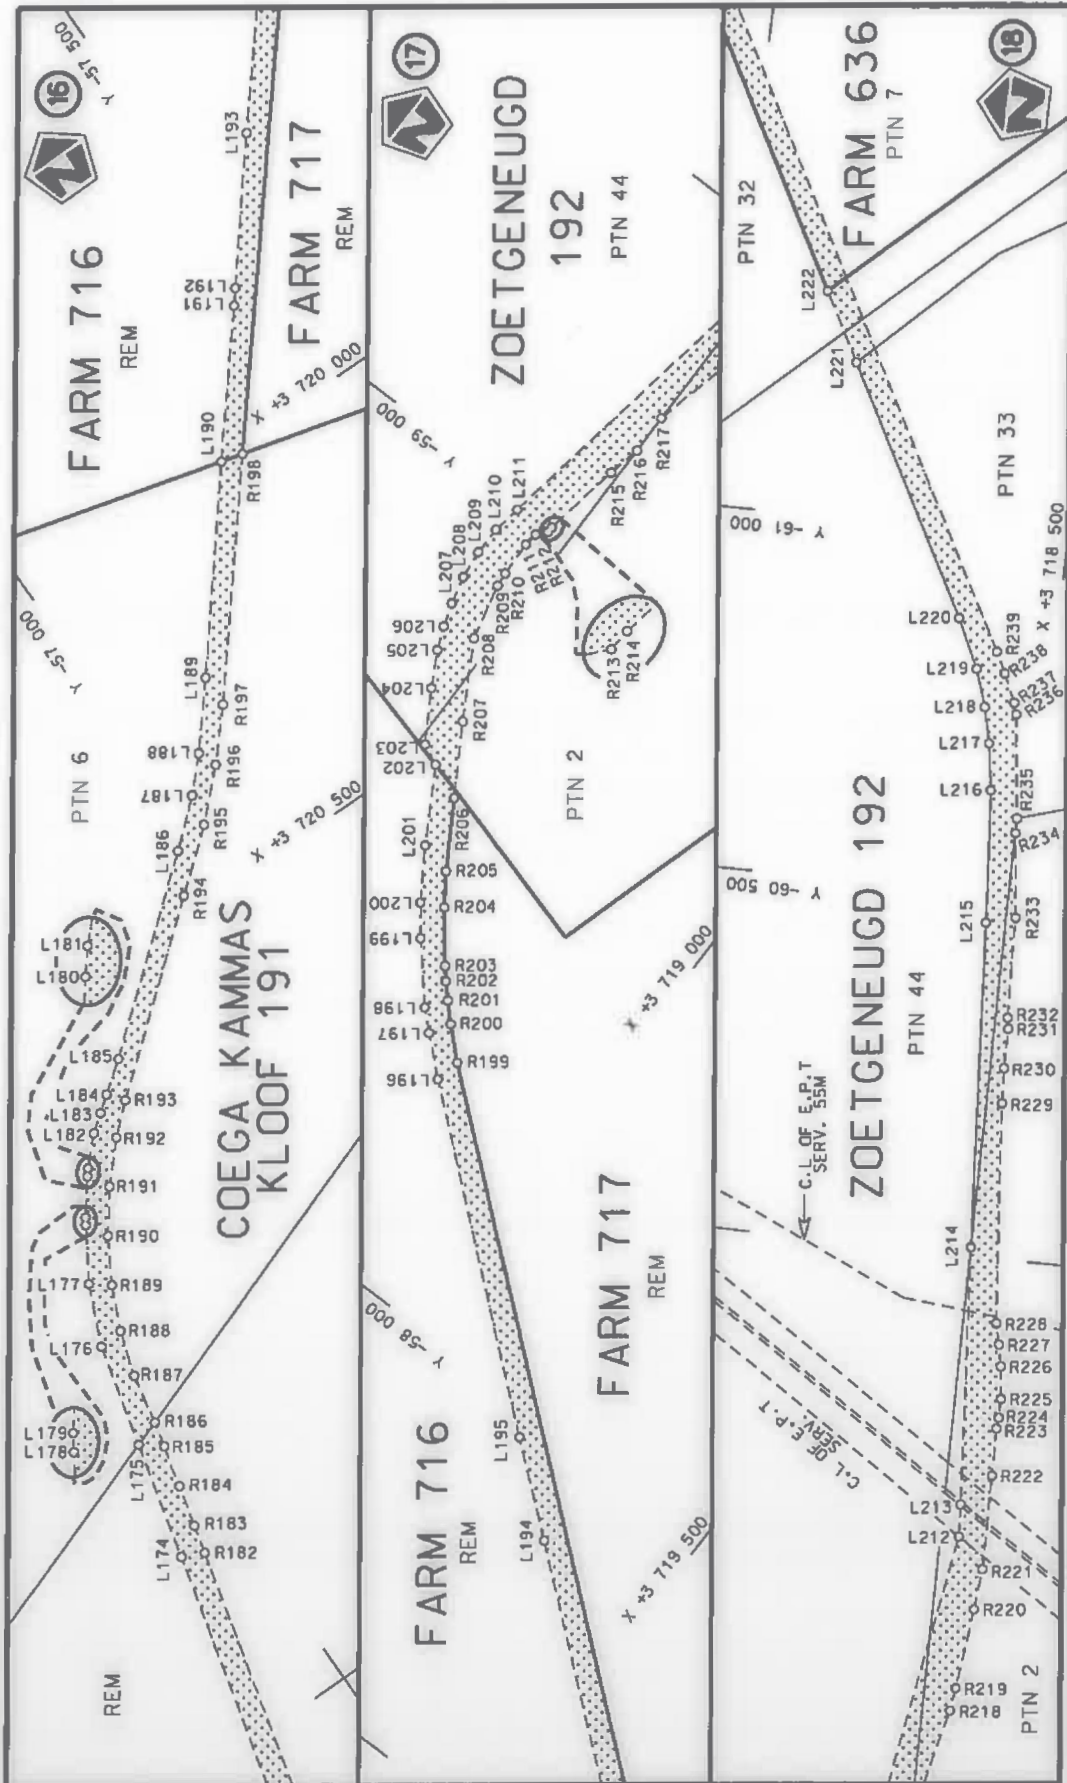 16
Y -57 500
FARM 716
REM
L193
FARM 717
REM
L192
L191
L190
X +3 720 000
R198
Y -57 000
PTN 6
L189
R197
L188
R196
L187
R195
X +3 720 500
L186
R194
L181
L180
COEGA KAMMAS
KLOOF 191
L185
L184
R193
L183
L182
R192
R191
R190
L177
R189
R188
L176
R187
L179
R186
L178
R185
L175
R184
R183
L174
R182
REM
17
ZOETGENEUGD
192
PTN 44
Y -59 000
L211
L210
L209
L208
L207
L206
L205
L204
L203
L202
R217
R216
R215
R212
R211
R210
R209
R208
R214
R213
R207
PTN 2
R206
L201
R205
L200
R204
L199
R203
R202
L198
R201
L197
R200
R199
L196
X +3 719 000
FARM 717
REM
Y -58 000
FARM 716
REM
L195
L194
X +3 719 500
18
FARM 636
PTN 7
PTN 32
L222
L221
PTN 33
Y -61 000
L220
R239
X +3 718 500
L219
R238
L218
R237
R236
L217
L216
R235
R234
Y -60 500
L215
R233
ZOETGENEUGD 192
PTN 44
R232
R231
R230
R229
C.L OF E.P.T
SERV. 55M
L214
R228
R227
R226
R225
R224
R223
C.L OF E.P.T
SERV.
R222
L213
L212
R221
R220
R219
R218
PTN 2